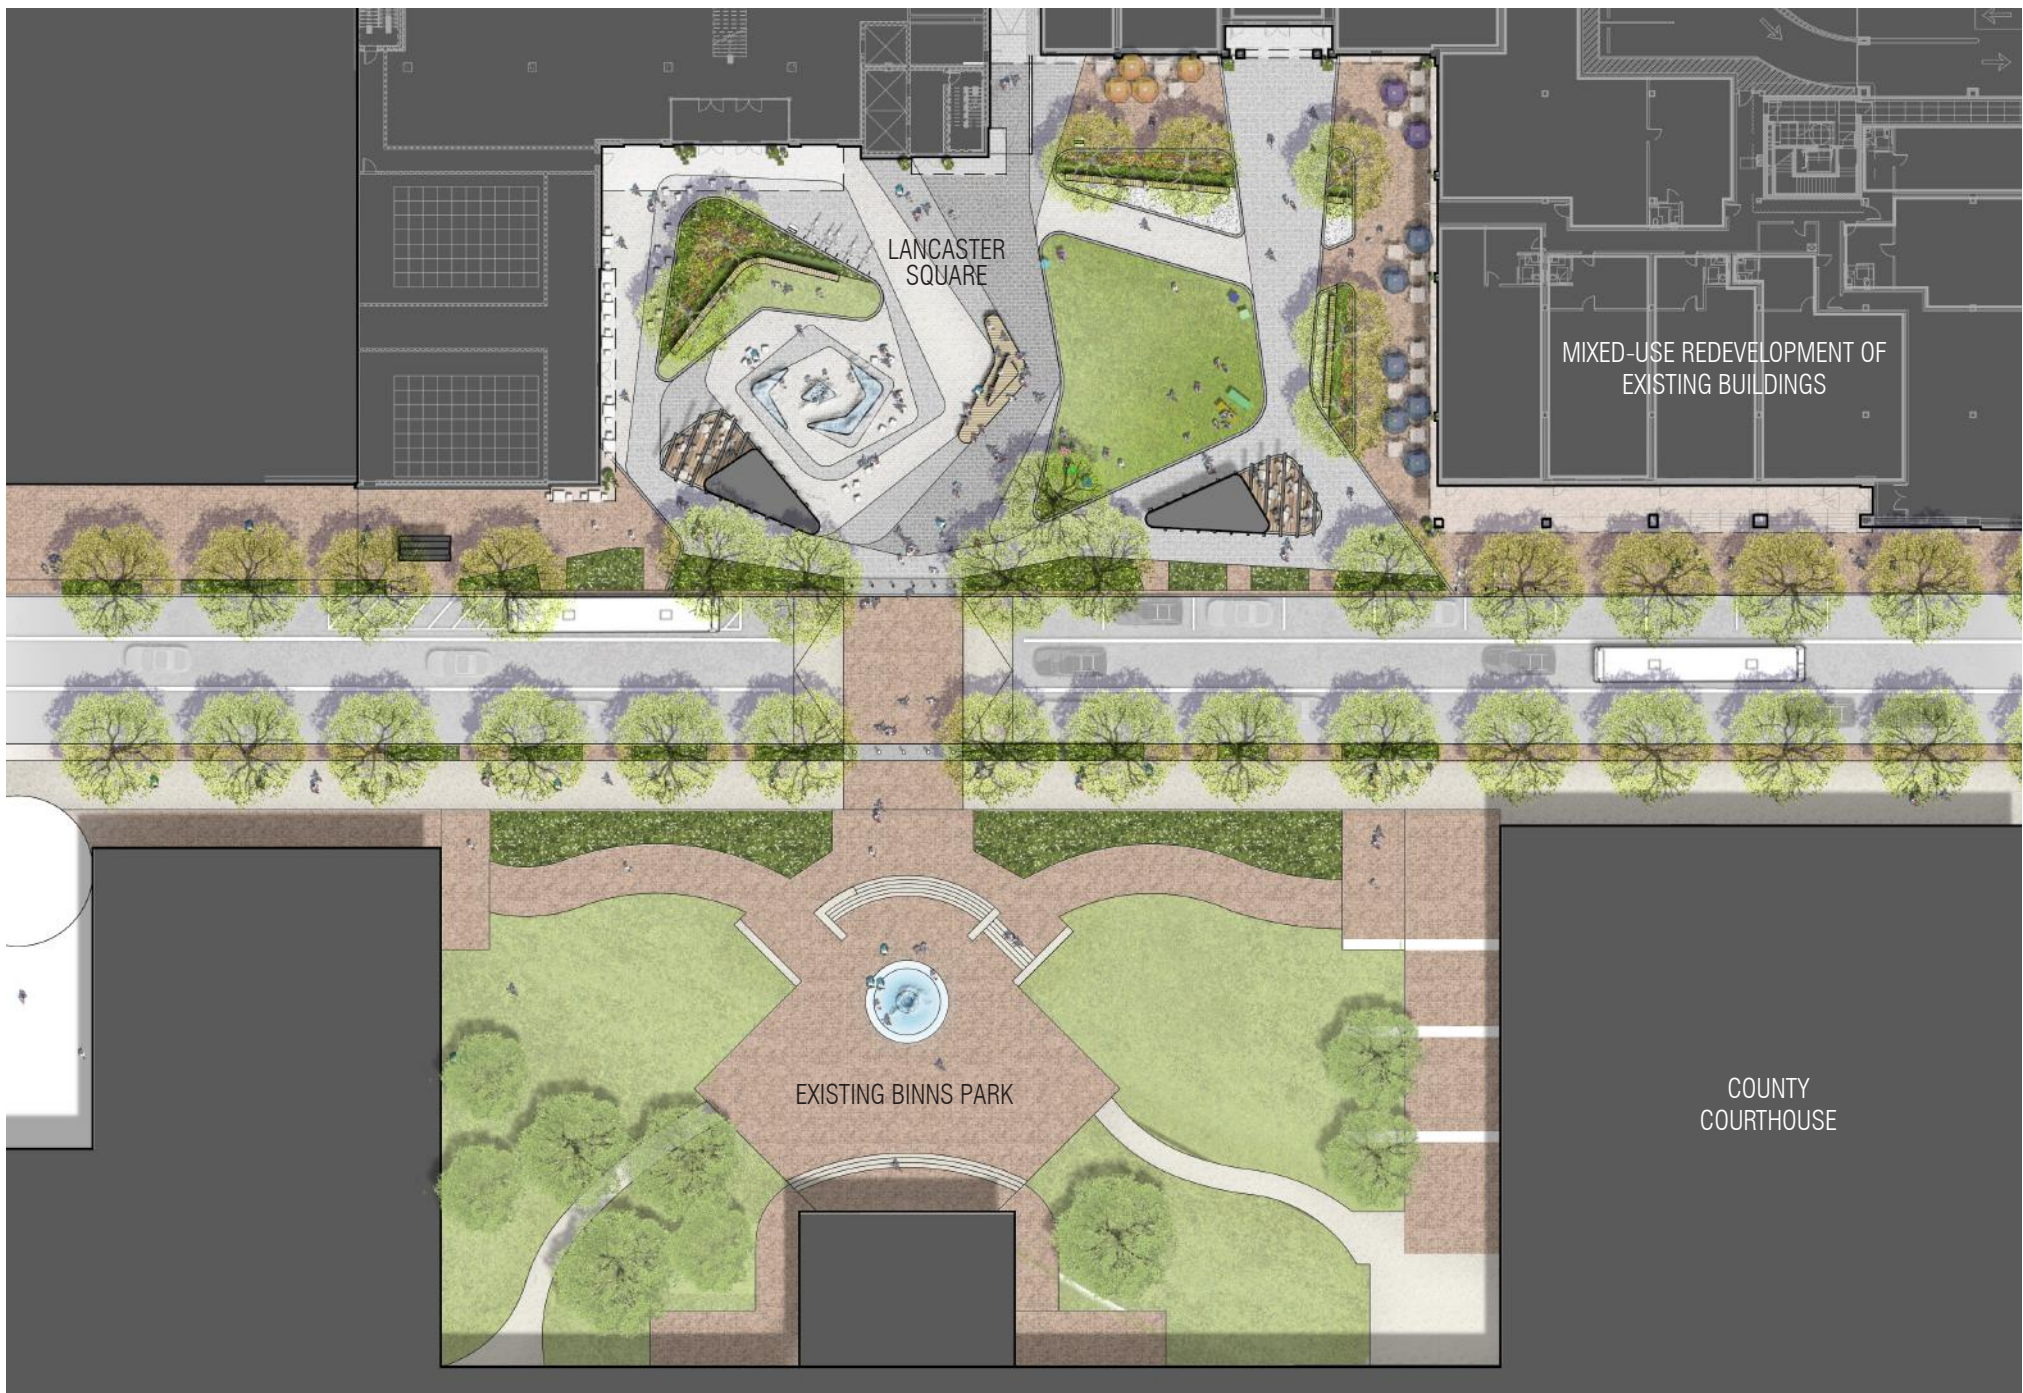 LANCASTER
SQUARE
MIXED-USE REDEVELOPMENT OF
EXISTING BUILDINGS
EXISTING BINNS PARK
COUNTY
COURTHOUSE